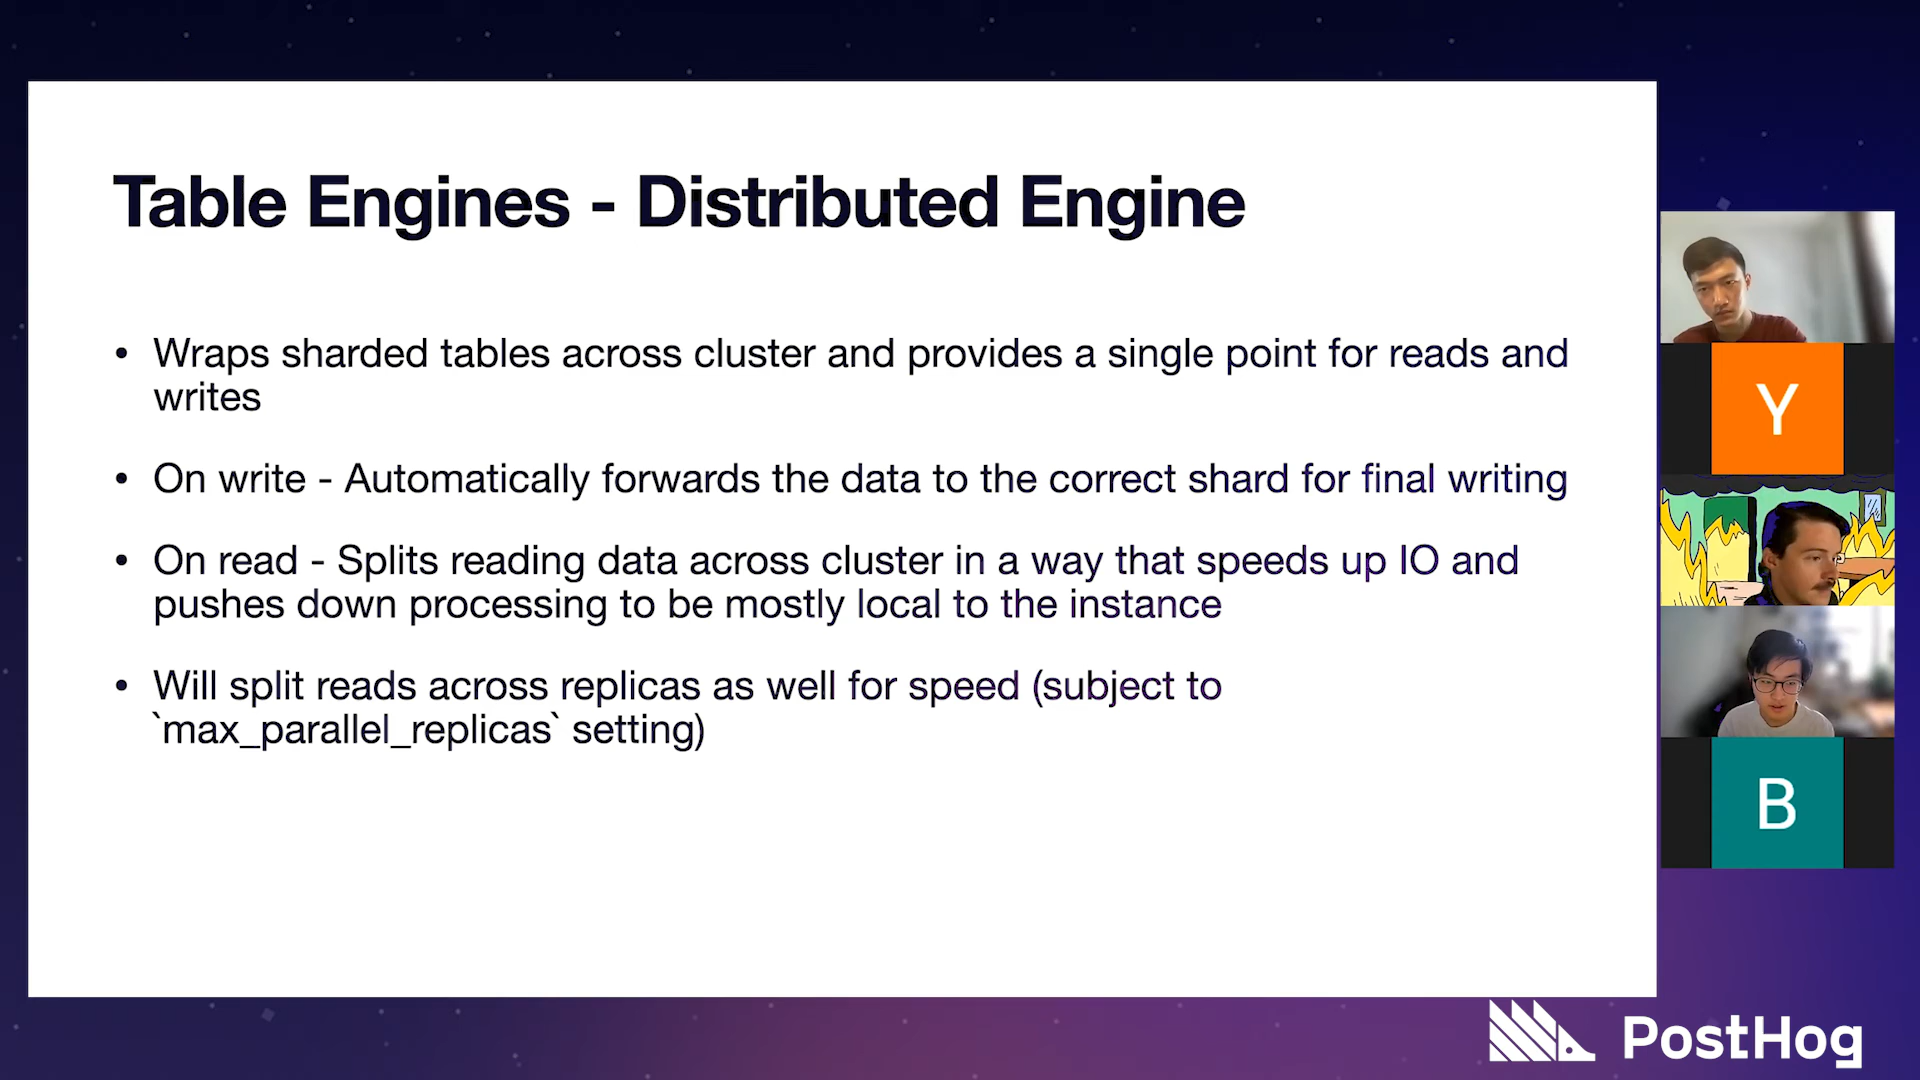 Table Engines - Distributed Engine
• Wraps sharded tables across cluster and provides a single point for reads and
writes
• On write - Automatically forwards the data to the correct shard for final writing
• On read - Splits reading data across cluster in a way that speeds up IO and
pushes down processing to be mostly local to the instance
• Will split reads across replicas as well for speed (subject to
`max_parallel_replicas` setting)
Y
B
PostHog